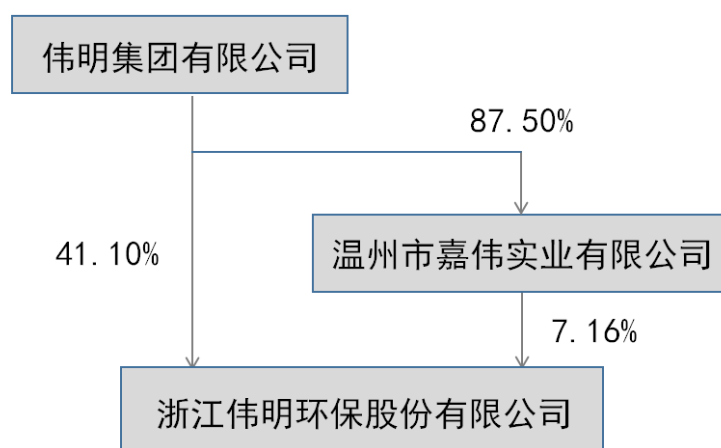 伟明集团有限公司
87.50%
41.10%
温州市嘉伟实业有限公司
7.16%
浙江伟明环保股份有限公司